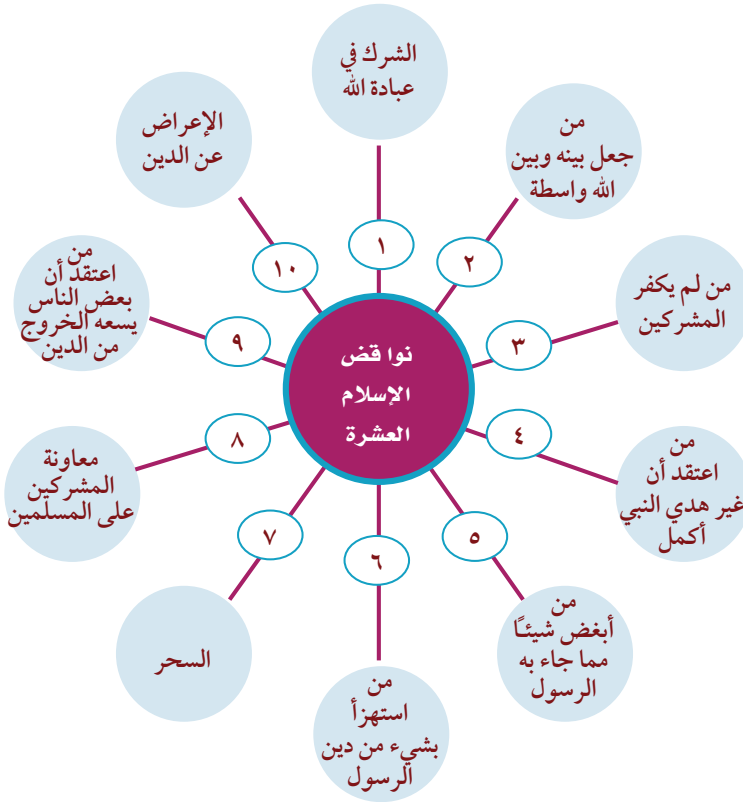 نواقض
الإسلام
العشرة
١
الشرك في
عبادة الله
٢
من
جعل بينه وبين
الله واسطة
٣
من لم يكفر
المشركين
٤
من
اعتقد أن
غير هدي النبي
أكمل
٥
من
أبغض شيئًا
مما جاء به
الرسول
٦
من
استهزأ
بشيء من دين
الرسول
٧
السحر
٨
معاونة
المشركين
على المسلمين
٩
من
اعتقد أن
بعض الناس
يسعه الخروج
من الدين
١٠
الإعراض
عن الدين